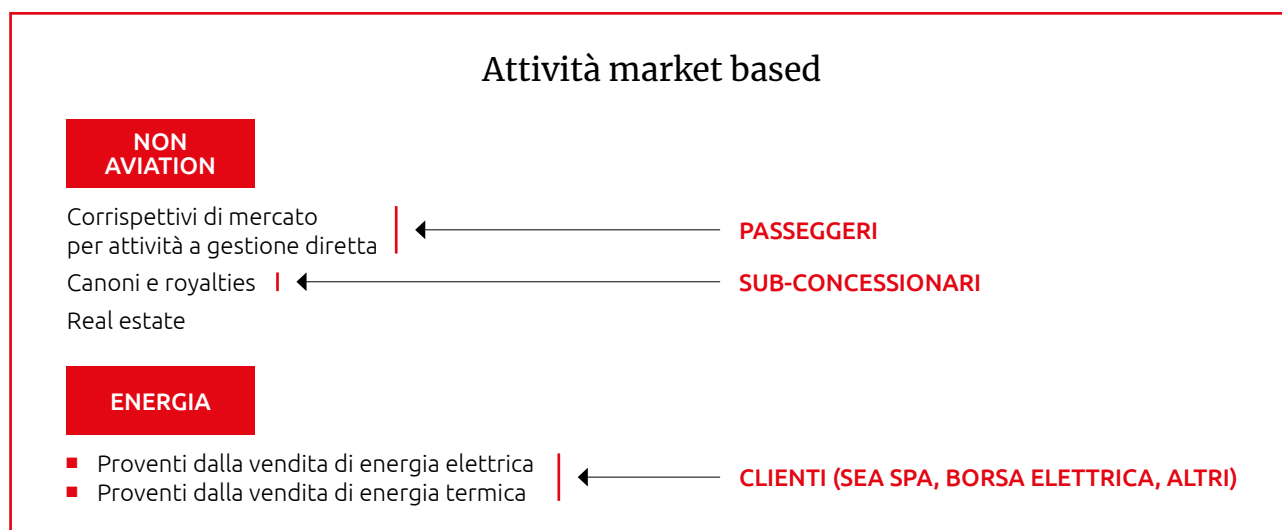 Attività market based
NON
AVIATION
Corrispettivi di mercato
per attività a gestione diretta
PASSEGGERI
Canoni e royalties
SUB-CONCESSIONARI
Real estate
ENERGIA
Proventi dalla vendita di energia elettrica
Proventi dalla vendita di energia termica
CLIENTI (SEA SPA, BORSA ELETTRICA, ALTRI)